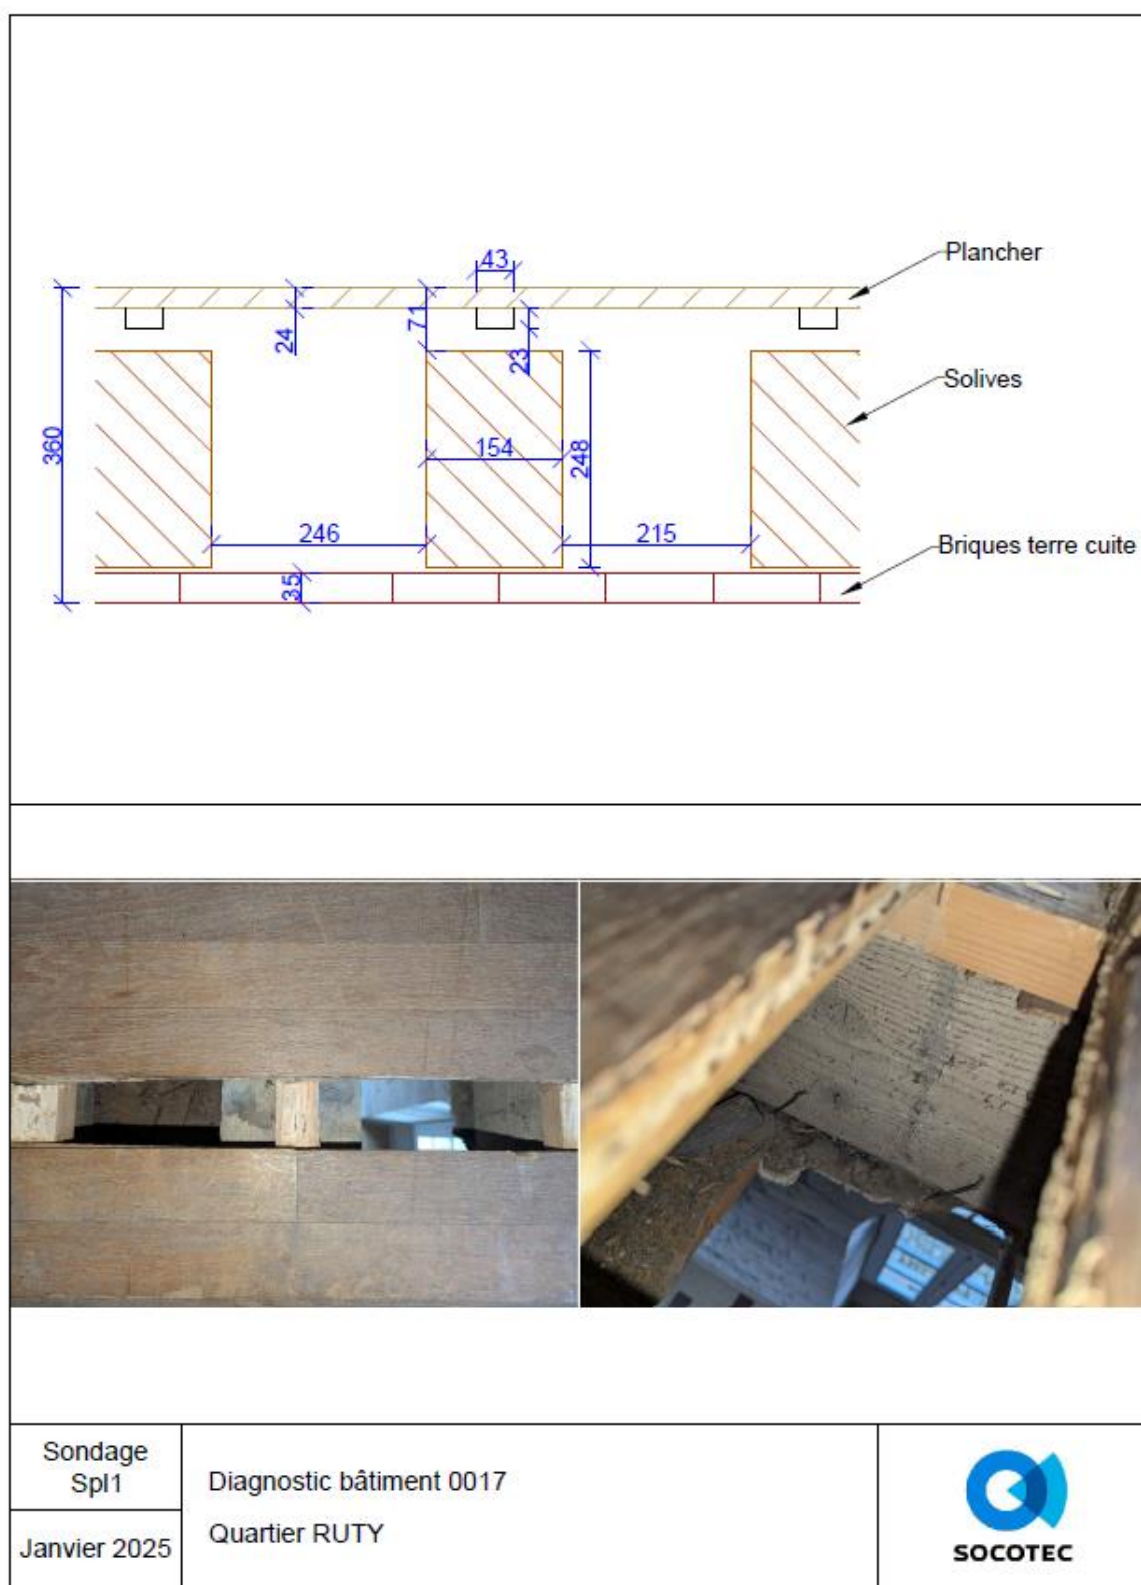 43
Plancher
24
71
23
Solives
360
154
248
246
215
Briques terre cuite
35
Sondage
Spl1
Janvier 2025
Diagnostic bâtiment 0017
Quartier RUTY
SOCOTEC